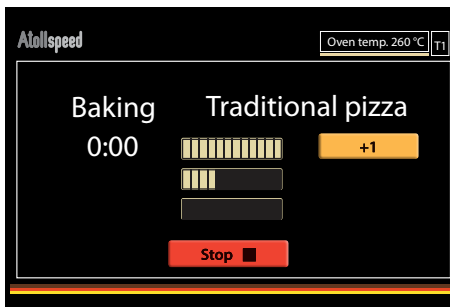 Atollspeed
Oven temp. 260 °C T1
Baking Traditional pizza
0:00 +1
Stop